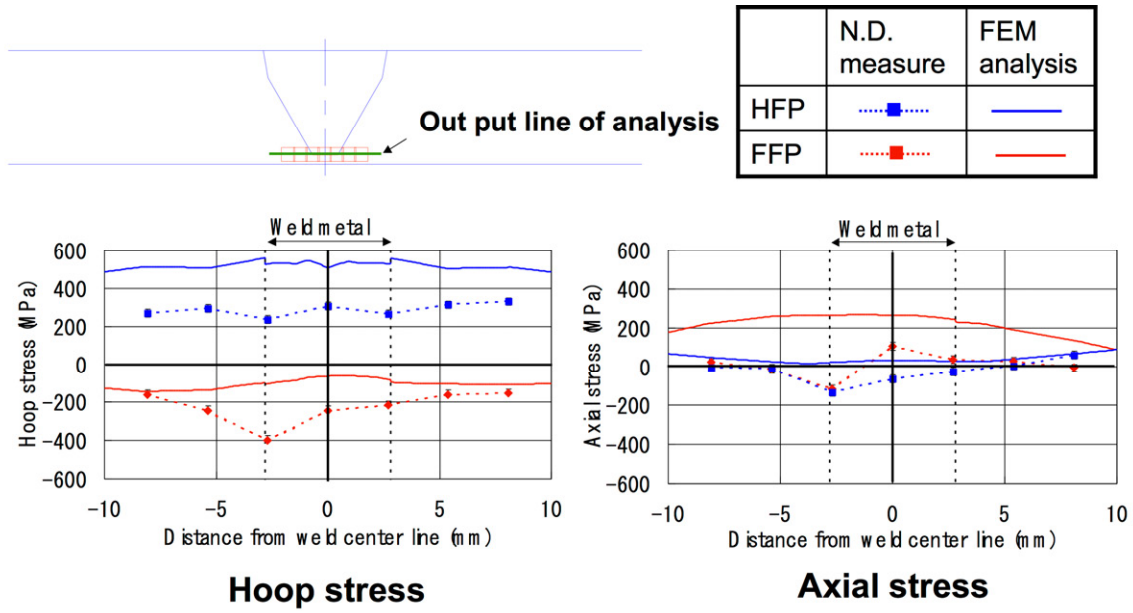 N.D. measure
FEM analysis
HFP
FFP
Out put line of analysis
Weld metal
600
400
200
0
-200
-400
-600
Hoop stress (MPa)
-10
-5
0
5
10
Distance from weld center line (mm)
Hoop stress
Weld metal
600
400
200
0
-200
-400
-600
Axial stress (MPa)
-10
-5
0
5
10
Distance from weld center line (mm)
Axial stress